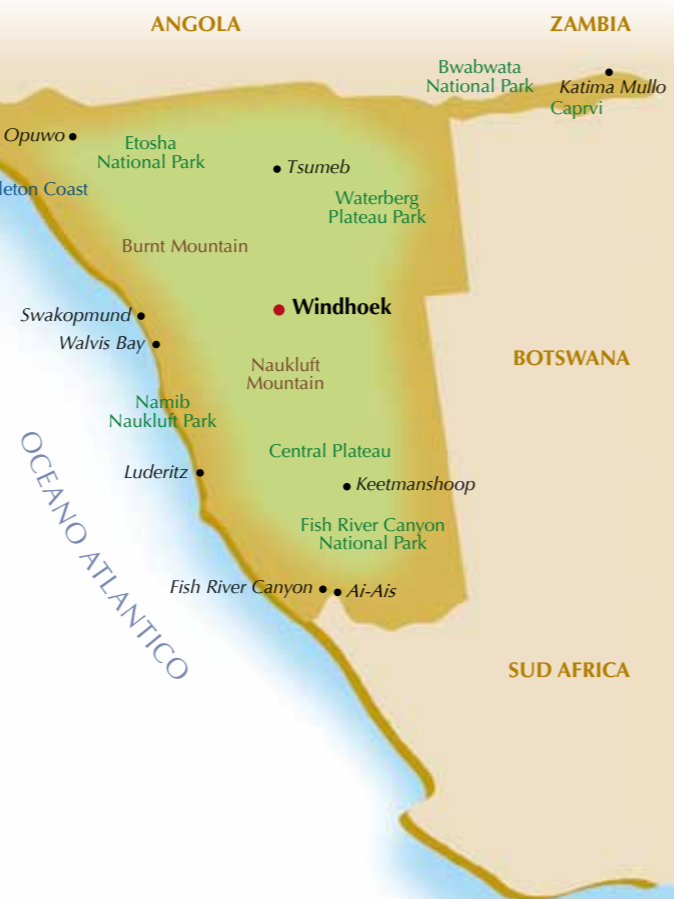 ANGOLA
ZAMBIA
Bwabwata
National Park
Katima Mullo
Caprvi
Opuwo
Etosha
National Park
Tsumeb
leton Coast
Waterberg
Plateau Park
Burnt Mountain
Swakopmund
Windhoek
Walvis Bay
BOTSWANA
Naukluft
Mountain
Namib
Naukluft Park
OCEANO ATLANTICO
Central Plateau
Luderitz
Keetmanshoop
Fish River Canyon
National Park
Fish River Canyon
Ai-Ais
SUD AFRICA